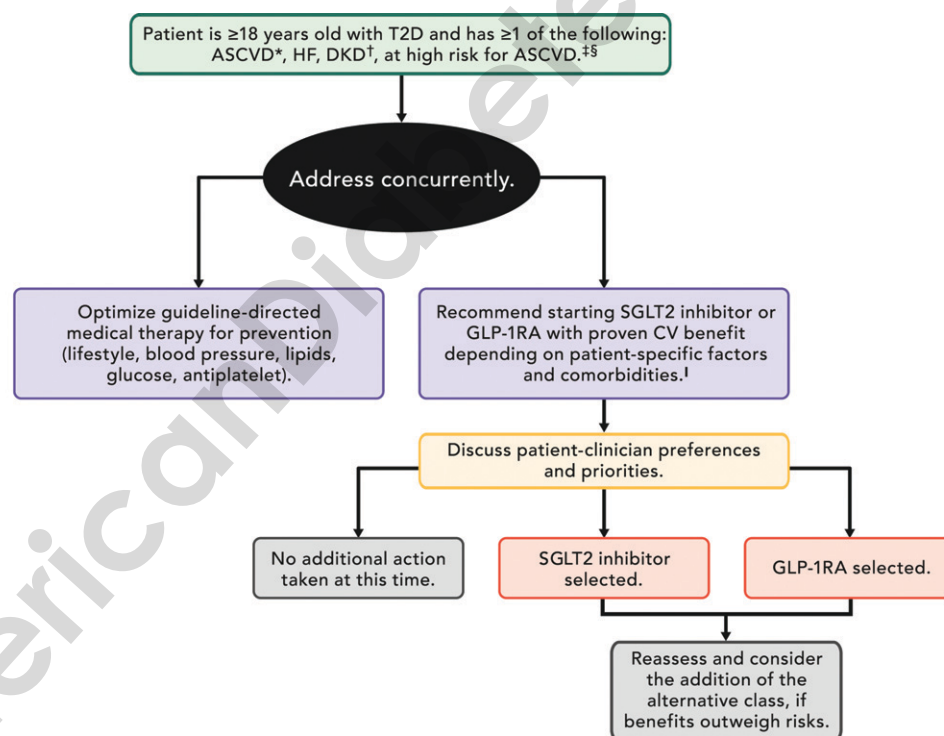 Patient is ≥18 years old with T2D and has ≥1 of the following:
ASCVD*, HF, DKD†, at high risk for ASCVD.‡§
Address concurrently.
Optimize guideline-directed
medical therapy for prevention
(lifestyle, blood pressure, lipids,
glucose, antiplatelet).
Recommend starting SGLT2 inhibitor or
GLP-1RA with proven CV benefit
depending on patient-specific factors
and comorbidities.ǀ
Discuss patient-clinician preferences
and priorities.
No additional action
taken at this time.
SGLT2 inhibitor
selected.
GLP-1RA selected.
Reassess and consider
the addition of the
alternative class, if
benefits outweigh risks.
ericanDiabete